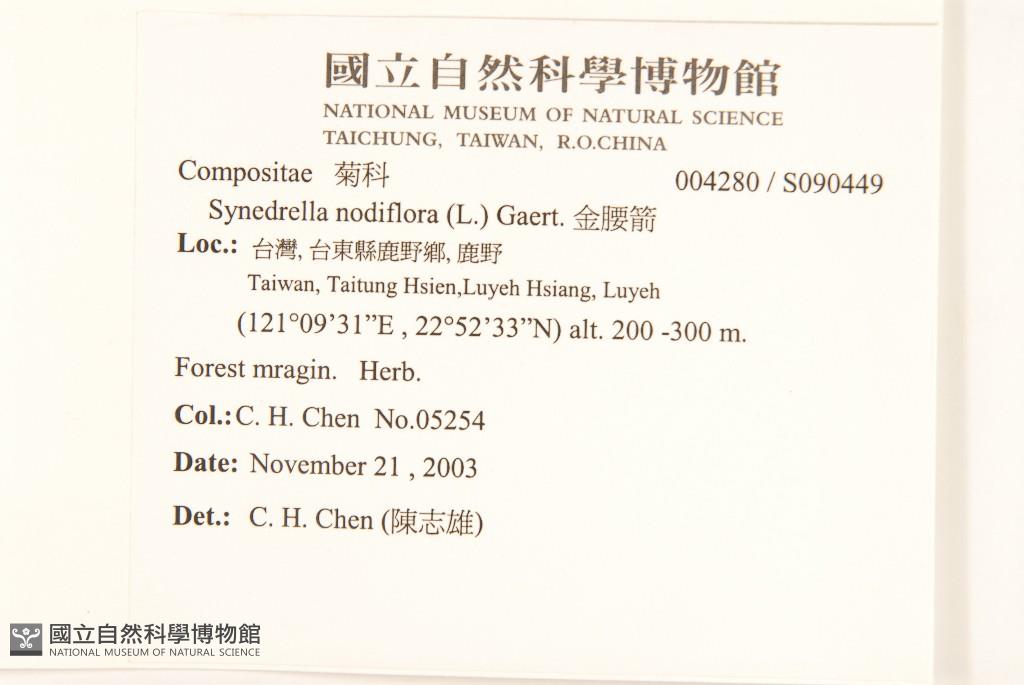 國立自然科學博物館
NATIONAL MUSEUM OF NATURAL SCIENCE
TAICHUNG, TAIWAN, R.O.CHINA
Compositae 菊科 004280 / S090449
Synedrella nodiflora (L.) Gaert. 金腰箭
Loc.: 台灣, 台東縣鹿野鄉, 鹿野
Taiwan, Taitung Hsien,Luyeh Hsiang, Luyeh
(121°09’31”E , 22°52’33”N) alt. 200 -300 m.
Forest mragin. Herb.
Col.:C. H. Chen No.05254
Date: November 21 , 2003
Det.: C. H. Chen (陳志雄)
國立自然科學博物館
NATIONAL MUSEUM OF NATURAL SCIENCE